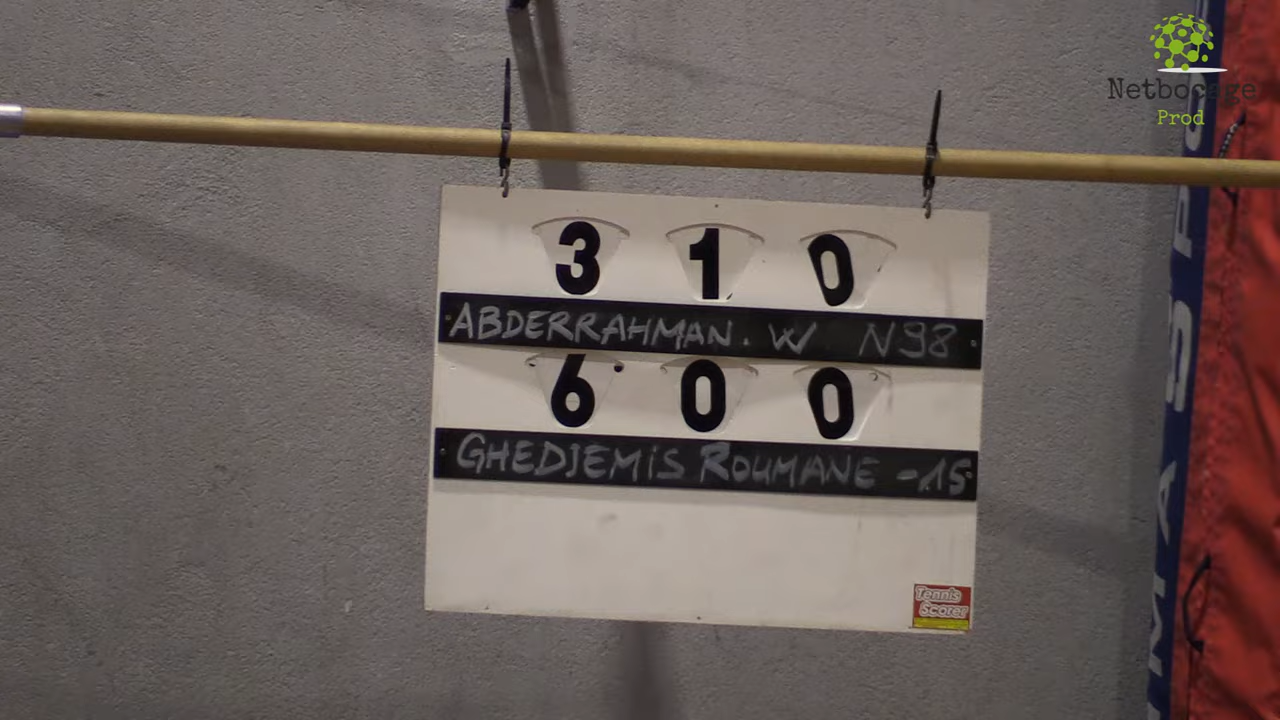 Netbocage
Prod
3 1 0
ABDERRAHMAN. W N98
6 0 0
GHEDJEMIS ROUMANE -15
Tennis
Scorer